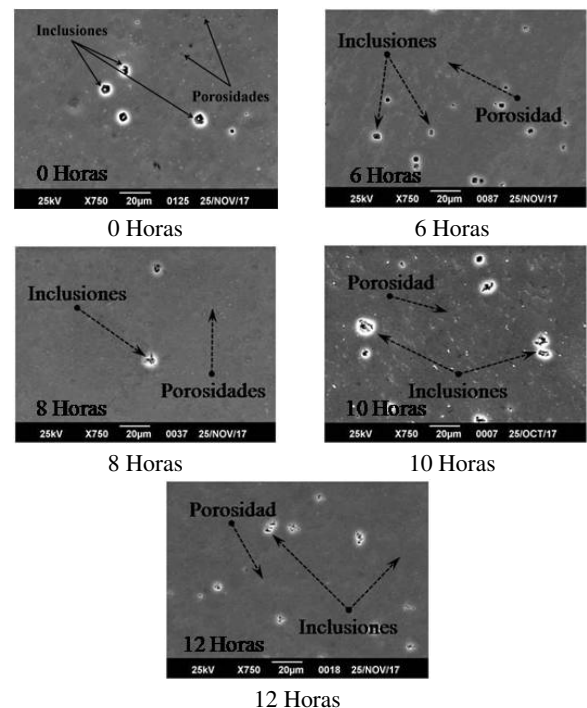 Inclusiones
Porosidades
0 Horas
25kV X750 20µm 0125 25/NOV/17
0 Horas
Inclusiones
Porosidad
6 Horas
25kV X750 20µm 0087 25/NOV/17
6 Horas
Inclusiones
Porosidades
8 Horas
25kV X750 20µm 0037 25/NOV/17
8 Horas
Porosidad
Inclusiones
10 Horas
25kV X750 20µm 0007 25/OCT/17
10 Horas
Porosidad
Inclusiones
12 Horas
25kV X750 20µm 0018 25/NOV/17
12 Horas